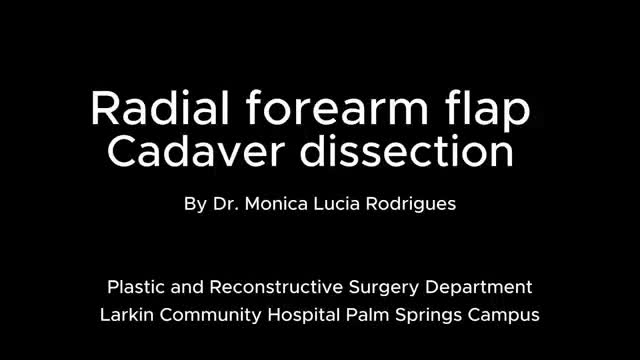 Radial forearm flap
Cadaver dissection
By Dr. Monica Lucia Rodrigues
Plastic and Reconstructive Surgery Department
Larkin Community Hospital Palm Springs Campus